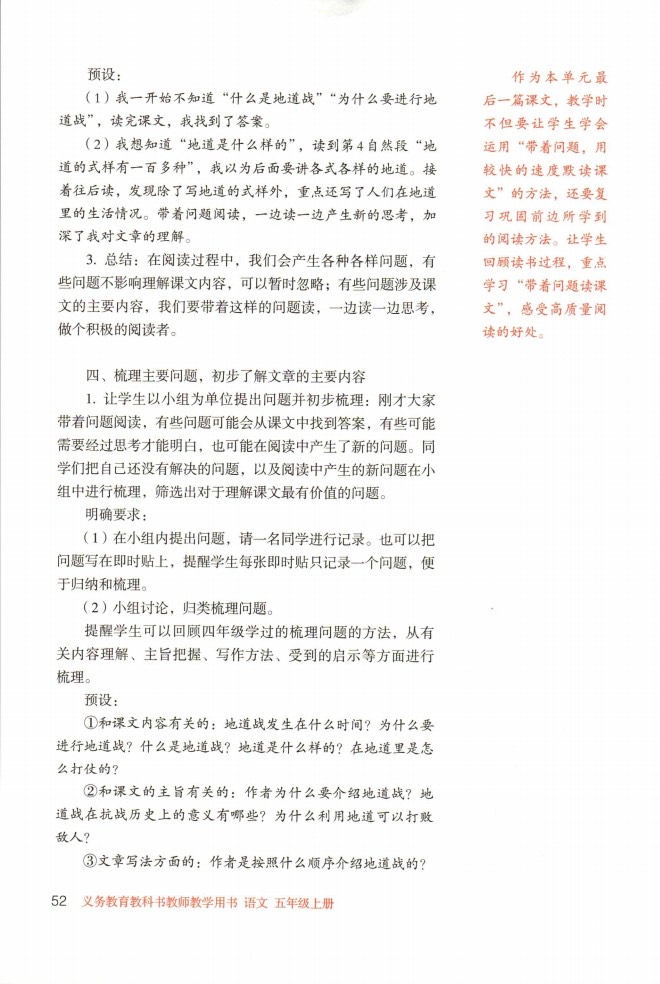 预设：
（1）我一开始不知道“什么是地道战”“为什么要进行地
道战”，读完课文，我找到了答案。
（2）我想知道“地道是什么样的”，读到第4自然段“地
道的式样有一百多种”，我以为后面要讲各式各样的地道。接
着往后读，发现除了写地道的式样外，重点还写了人们在地道
里的生活情况。带着问题阅读，一边读一边产生新的思考，加
深了我对文章的理解。
3. 总结：在阅读过程中，我们会产生各种各样问题，有
些问题不影响理解课文内容，可以暂时忽略；有些问题涉及课
文的主要内容，我们要带着这样的问题读，一边读一边思考，
做个积极的阅读者。
四、梳理主要问题，初步了解文章的主要内容
1. 让学生以小组为单位提出问题并初步梳理：刚才大家
带着问题阅读，有些问题可能会从课文中找到答案，有些可能
需要经过思考才能明白，也可能在阅读中产生了新的问题。同
学们把自己还没有解决的问题，以及阅读中产生的新问题在小
组中进行梳理，筛选出对于理解课文最有价值的问题。
明确要求：
（1）在小组内提出问题，请一名同学进行记录。也可以把
问题写在即时贴上，提醒学生每张即时贴只记录一个问题，便
于归纳和梳理。
（2）小组讨论，归类梳理问题。
提醒学生可以回顾四年级学过的梳理问题的方法，从有
关内容理解、主旨把握、写作方法、受到的启示等方面进行
梳理。
预设：
①和课文内容有关的：地道战发生在什么时间？为什么要
进行地道战？什么是地道战？地道是什么样的？在地道里是怎
么打仗的？
②和课文的主旨有关的：作者为什么要介绍地道战？地
道战在抗战历史上的意义有哪些？为什么利用地道可以打败
敌人？
③文章写法方面的：作者是按照什么顺序介绍地道战的？
作为本单元最
后一篇课文，教学时
不但要让学生学会
运用“带着问题，用
较快的速度默读课
文”的方法，还要复
习巩固前边所学到
的阅读方法。让学生
回顾读书过程，重点
学习“带着问题读课
文”，感受高质量阅
读的好处。
52 义务教育教科书教师教学用书 语文 五年级上册